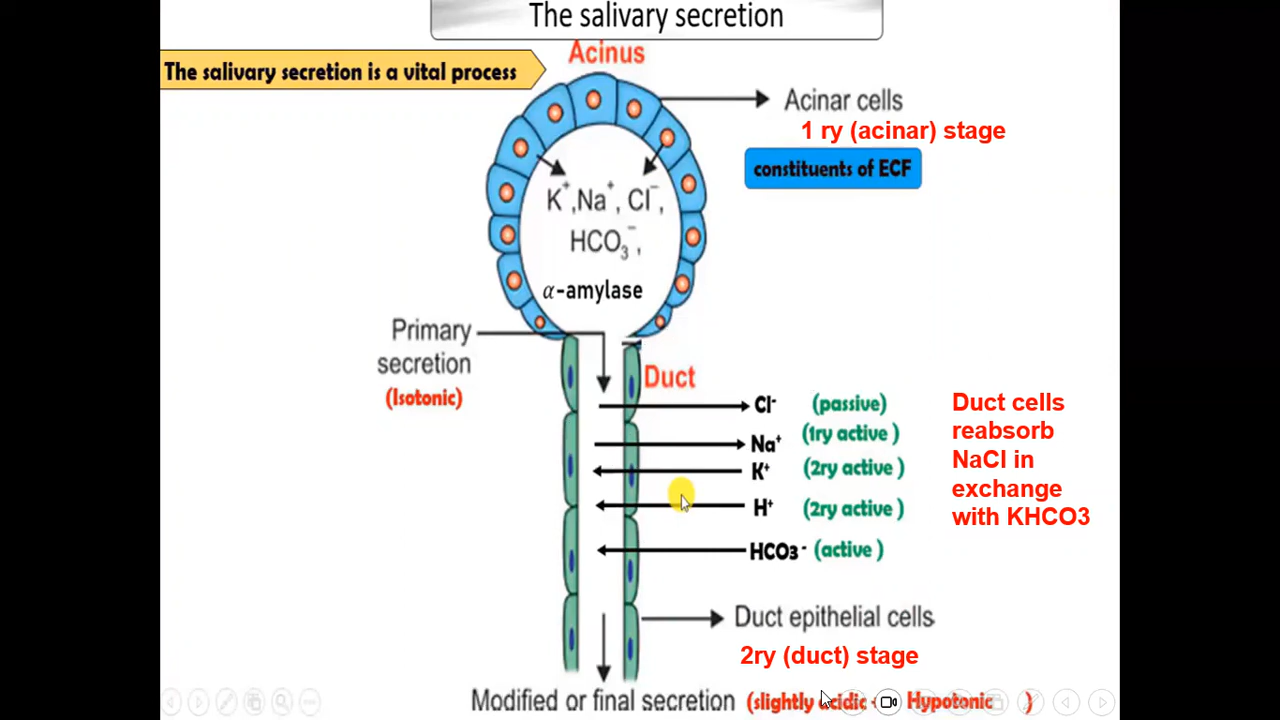 The salivary secretion
The salivary secretion is a vital process
Acinus
Acinar cells
1 ry (acinar) stage
constituents of ECF
K⁺,Na⁺, Cl⁻,
HCO₃⁻,
α-amylase
Primary
secretion
(Isotonic)
Duct
Cl⁻ (passive)
Na⁺ (1ry active )
K⁺ (2ry active )
H⁺ (2ry active )
HCO3⁻ (active )
Duct cells
reabsorb
NaCl in
exchange
with KHCO3
Duct epithelial cells
2ry (duct) stage
Modified or final secretion (slightly acidic - Hypotonic )